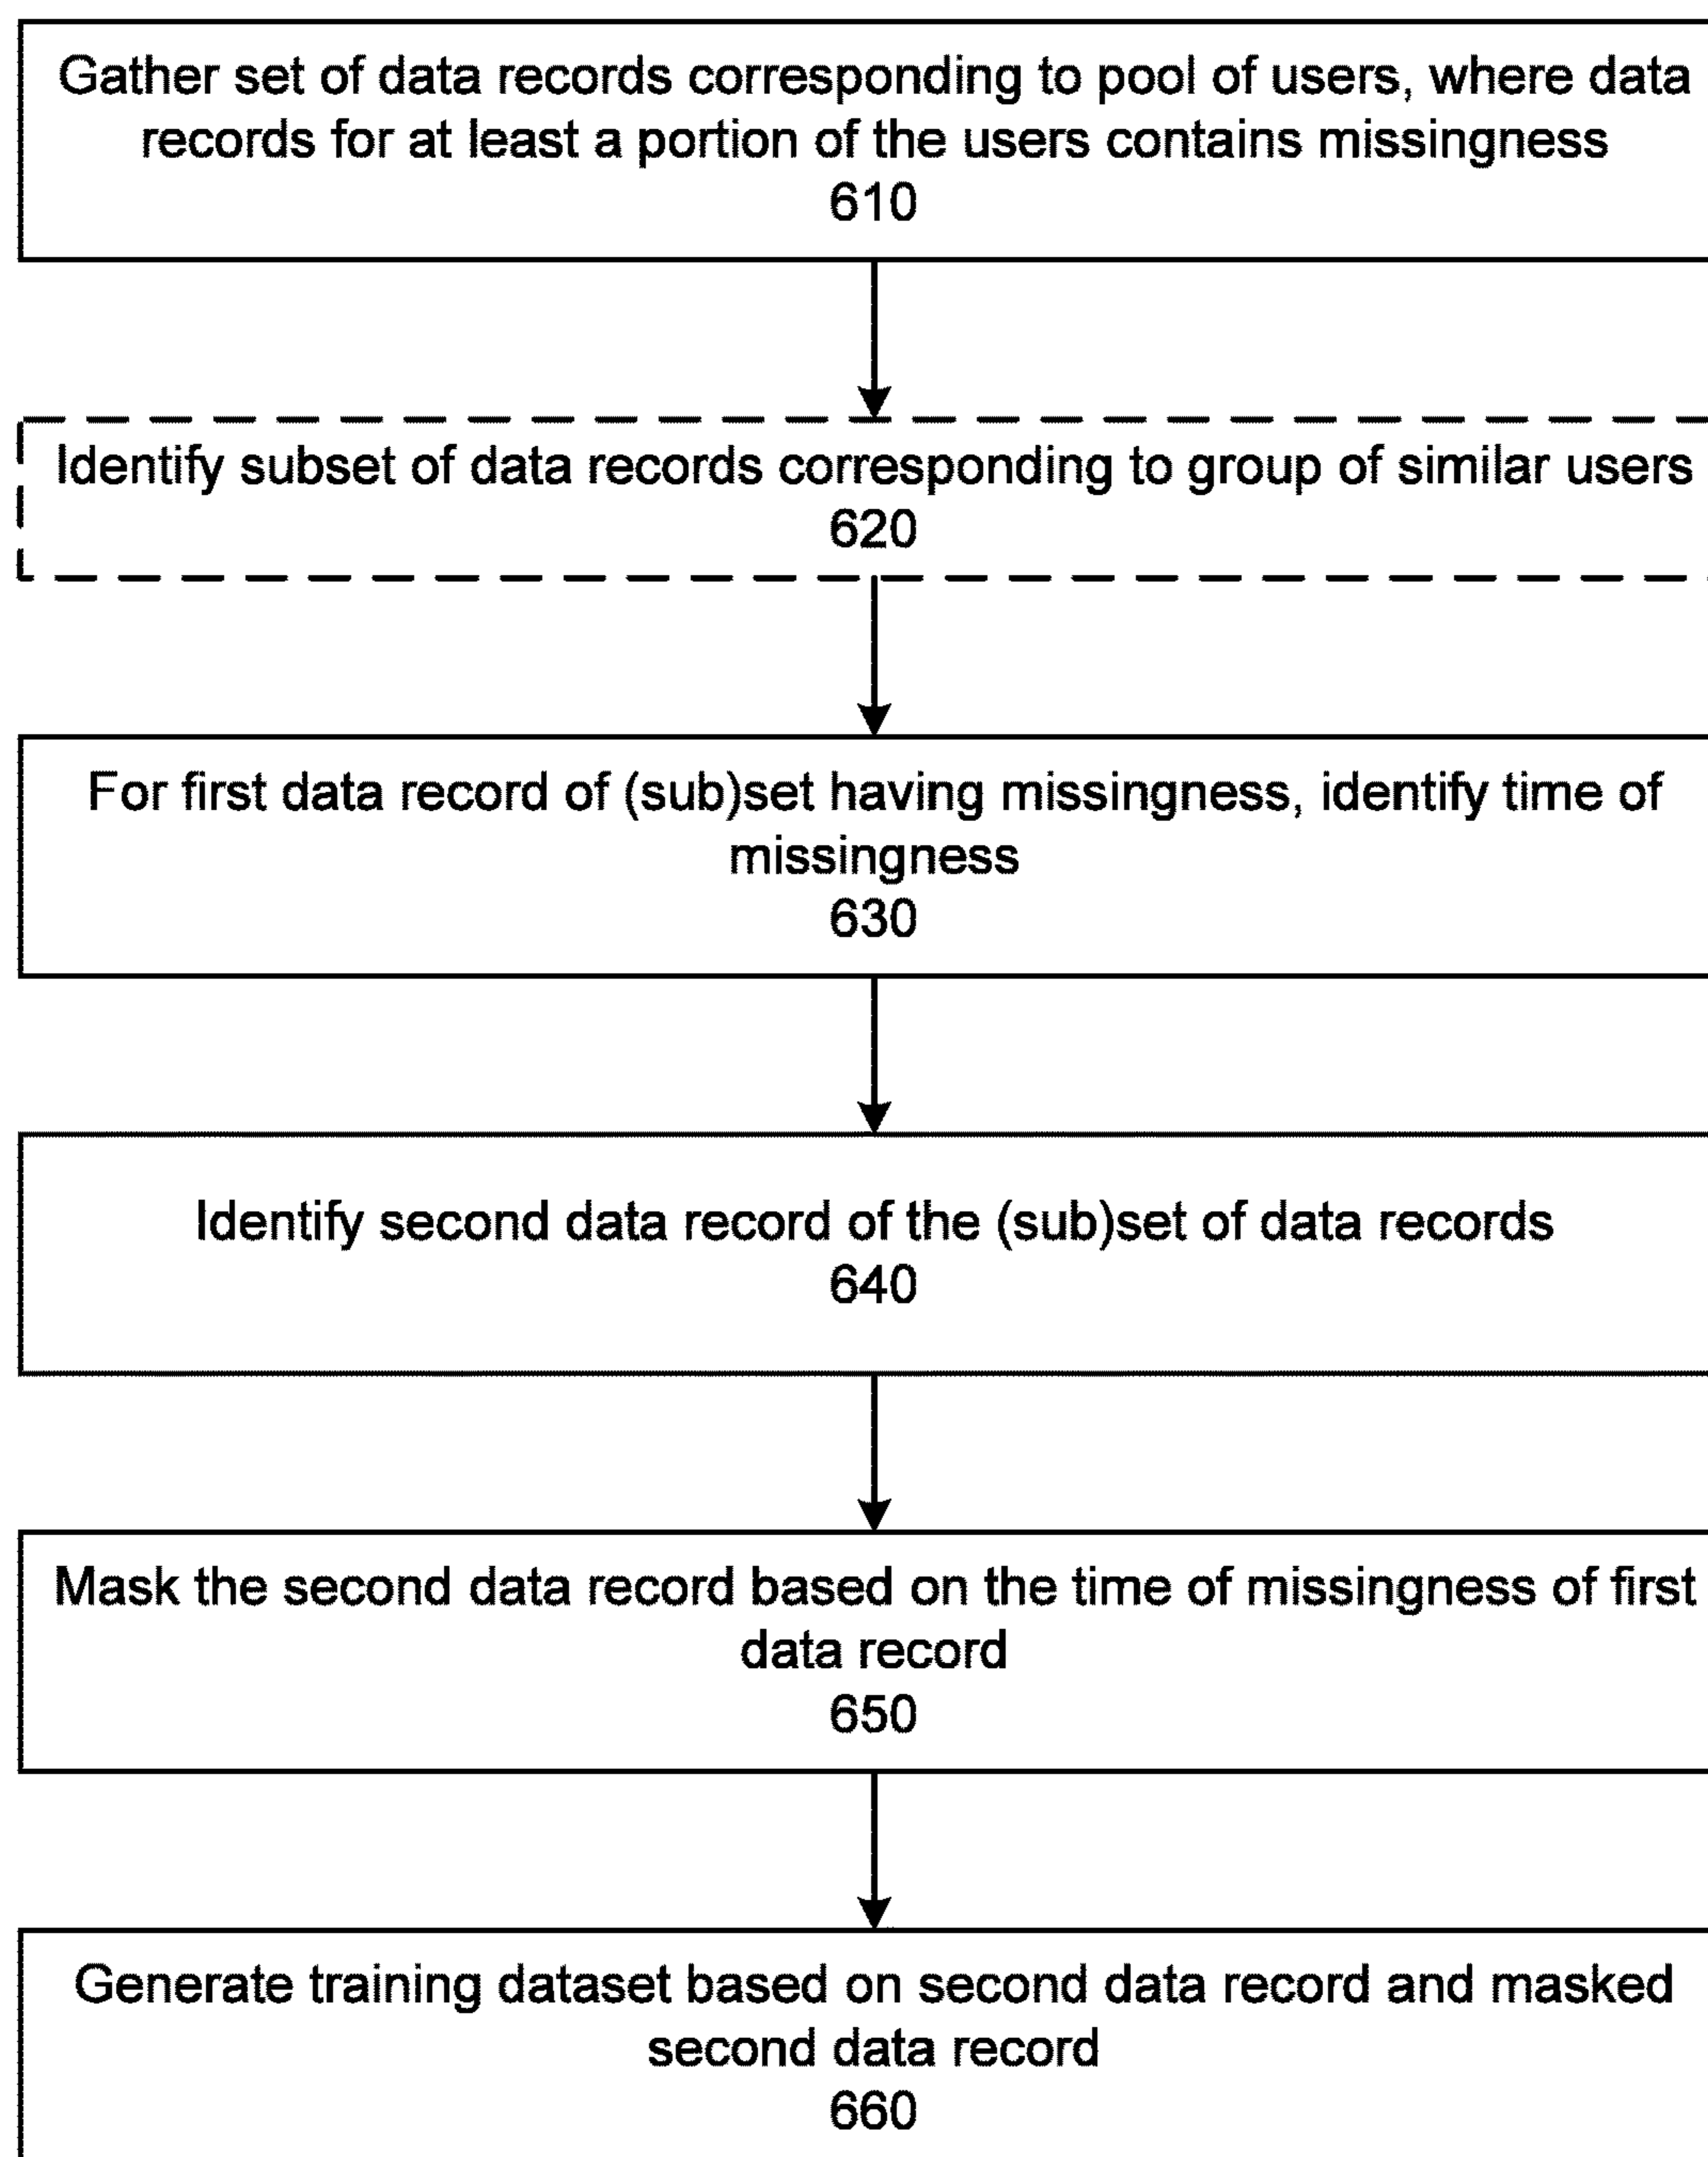 Gather set of data records corresponding to pool of users, where data
records for at least a portion of the users contains missingness
610
Identify subset of data records corresponding to group of similar users
620
For first data record of (sub)set having missingness, identify time of
missingness
630
Identify second data record of the (sub)set of data records
640
Mask the second data record based on the time of missingness of first
data record
650
Generate training dataset based on second data record and masked
second data record
660